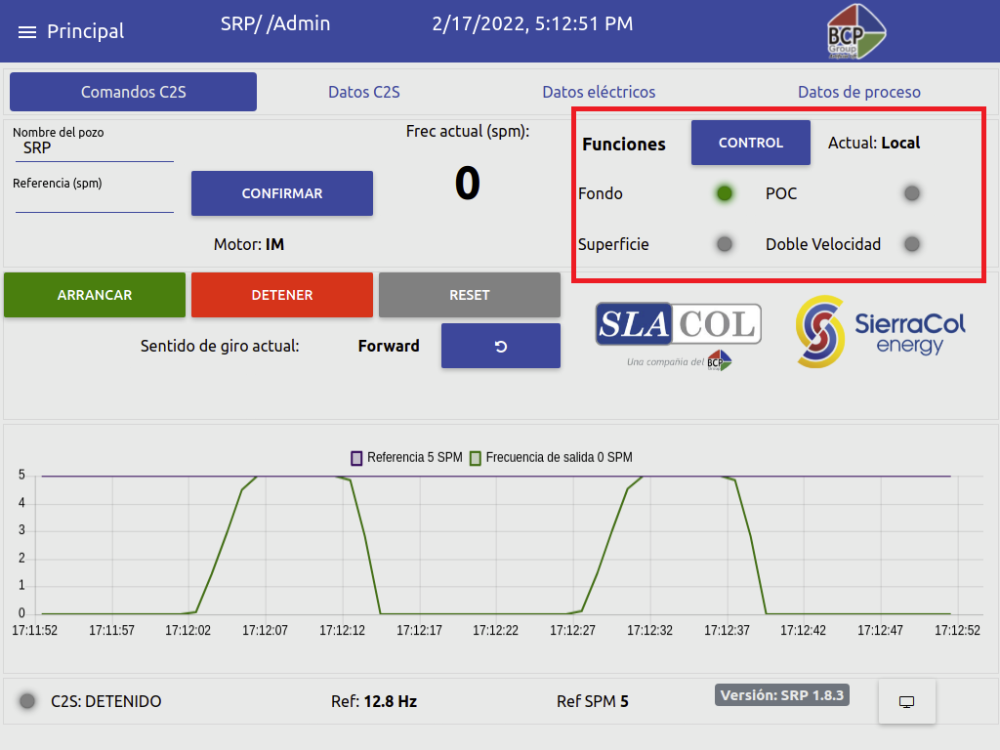 Principal
SRP/ /Admin
2/17/2022, 5:12:51 PM
BCP
Group
Comandos C2S
Datos C2S
Datos eléctricos
Datos de proceso
Nombre del pozo
SRP
Referencia (spm)
CONFIRMAR
Motor: IM
Frec actual (spm):
0
Funciones
CONTROL
Actual: Local
Fondo
POC
Superficie
Doble Velocidad
ARRANCAR
DETENER
RESET
Sentido de giro actual:
Forward
SLACOL
Una compañia del BCP
SierraCol
energy
Referencia 5 SPM
Frecuencia de salida 0 SPM
5
4
3
2
1
0
17:11:52 17:11:57 17:12:02 17:12:07 17:12:12 17:12:17 17:12:22 17:12:27 17:12:32 17:12:37 17:12:42 17:12:47 17:12:52
C2S: DETENIDO
Ref: 12.8 Hz
Ref SPM 5
Versión: SRP 1.8.3